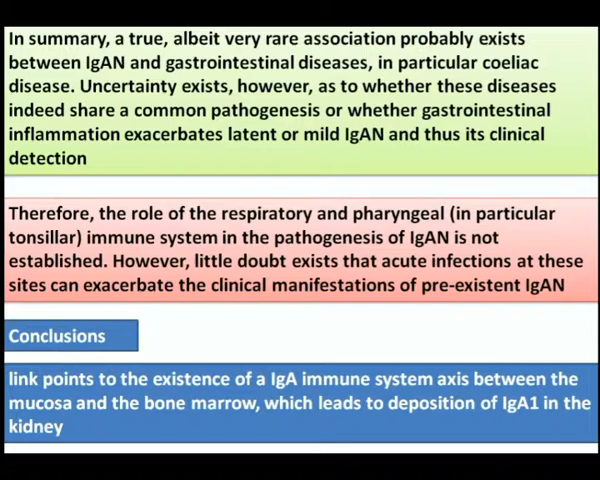 In summary, a true, albeit very rare association probably exists
between IgAN and gastrointestinal diseases, in particular coeliac
disease. Uncertainty exists, however, as to whether these diseases
indeed share a common pathogenesis or whether gastrointestinal
inflammation exacerbates latent or mild IgAN and thus its clinical
detection
Therefore, the role of the respiratory and pharyngeal (in particular
tonsillar) immune system in the pathogenesis of IgAN is not
established. However, little doubt exists that acute infections at these
sites can exacerbate the clinical manifestations of pre-existent IgAN
Conclusions
link points to the existence of a IgA immune system axis between the
mucosa and the bone marrow, which leads to deposition of IgA1 in the
kidney